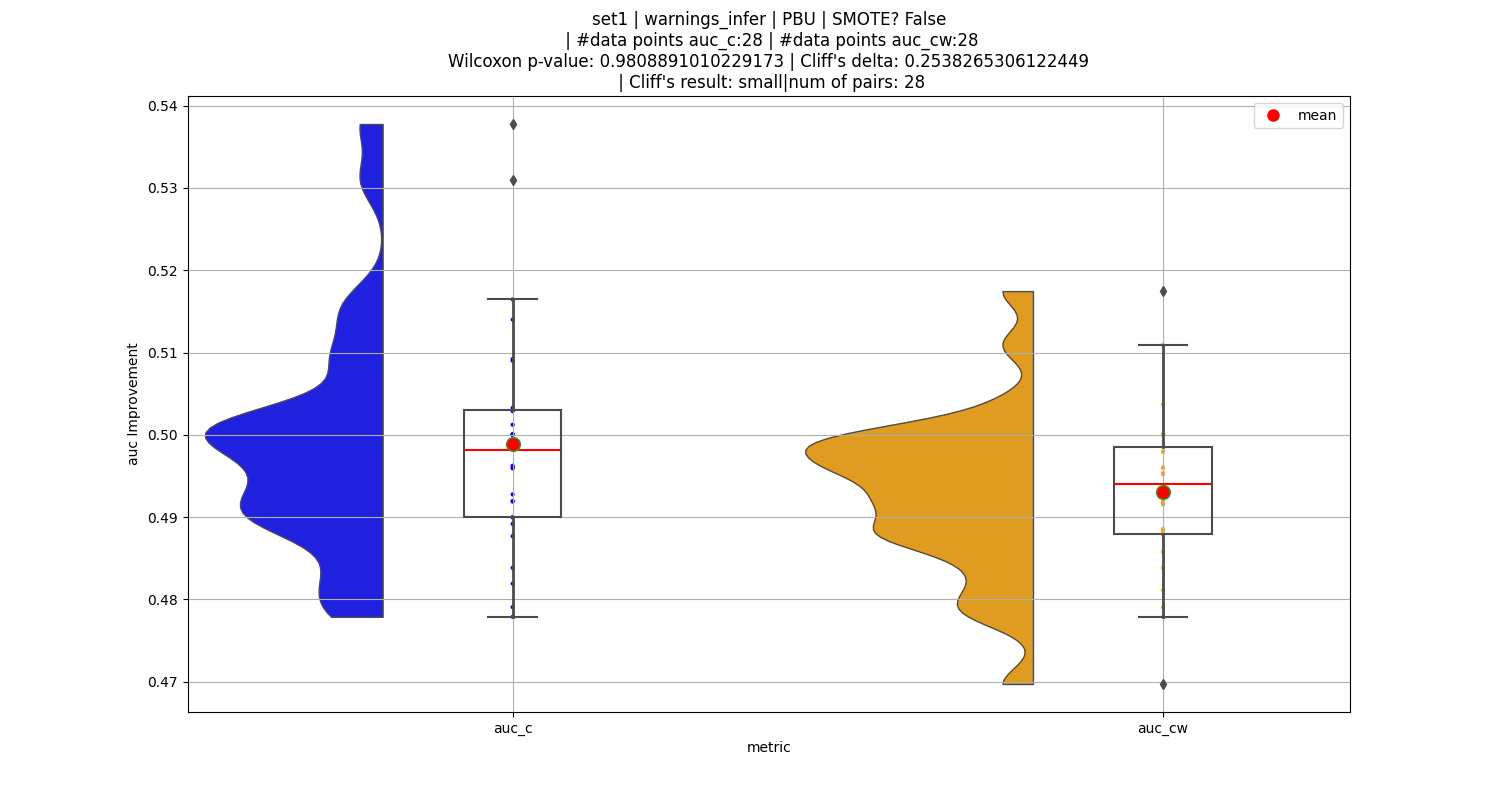 set1 | warnings_infer | PBU | SMOTE? False
| #data points auc_c:28 | #data points auc_cw:28
Wilcoxon p-value: 0.9808891010229173 | Cliff's delta: 0.2538265306122449
| Cliff's result: small|num of pairs: 28
mean
0.54
0.53
0.52
0.51
0.50
0.49
0.48
0.47
auc Improvement
auc_c
auc_cw
metric